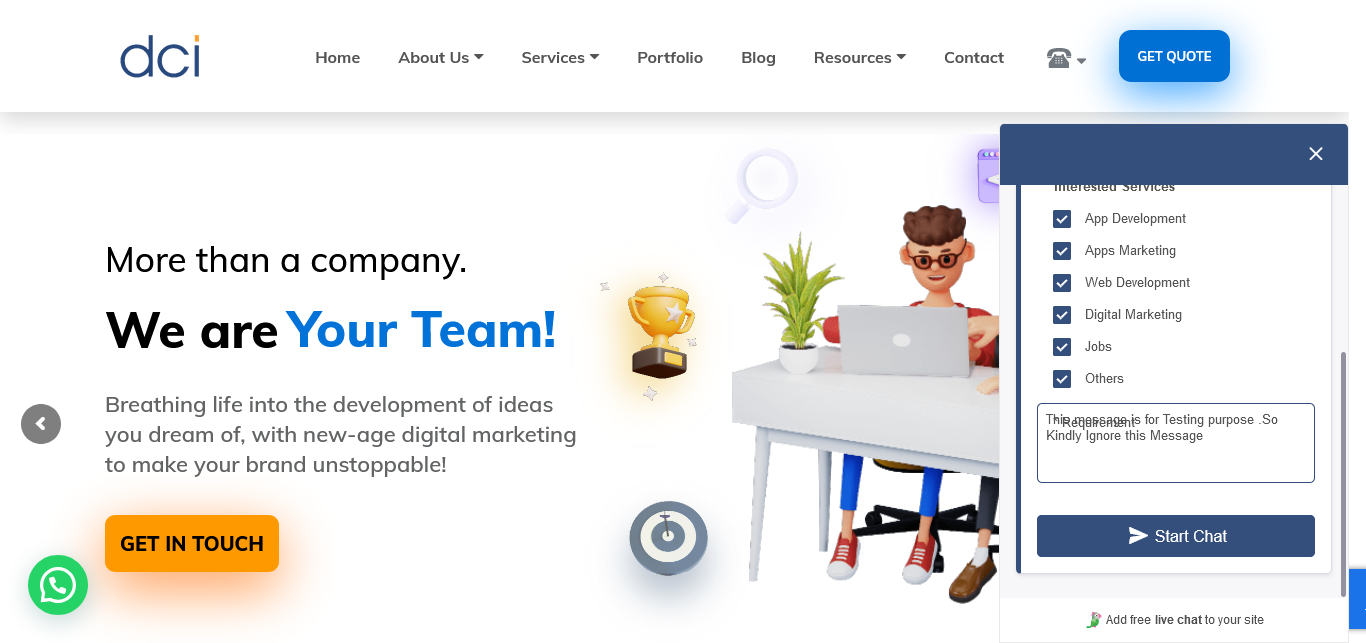 dci
Home
About Us
Services
Portfolio
Blog
Resources
Contact
GET QUOTE
More than a company.
We are Your Team!
Breathing life into the development of ideas
you dream of, with new-age digital marketing
to make your brand unstoppable!
GET IN TOUCH
Interested Services
App Development
Apps Marketing
Web Development
Digital Marketing
Jobs
Others
* Requirement
This message is for Testing purpose .So
Kindly Ignore this Message
Start Chat
Add free live chat to your site